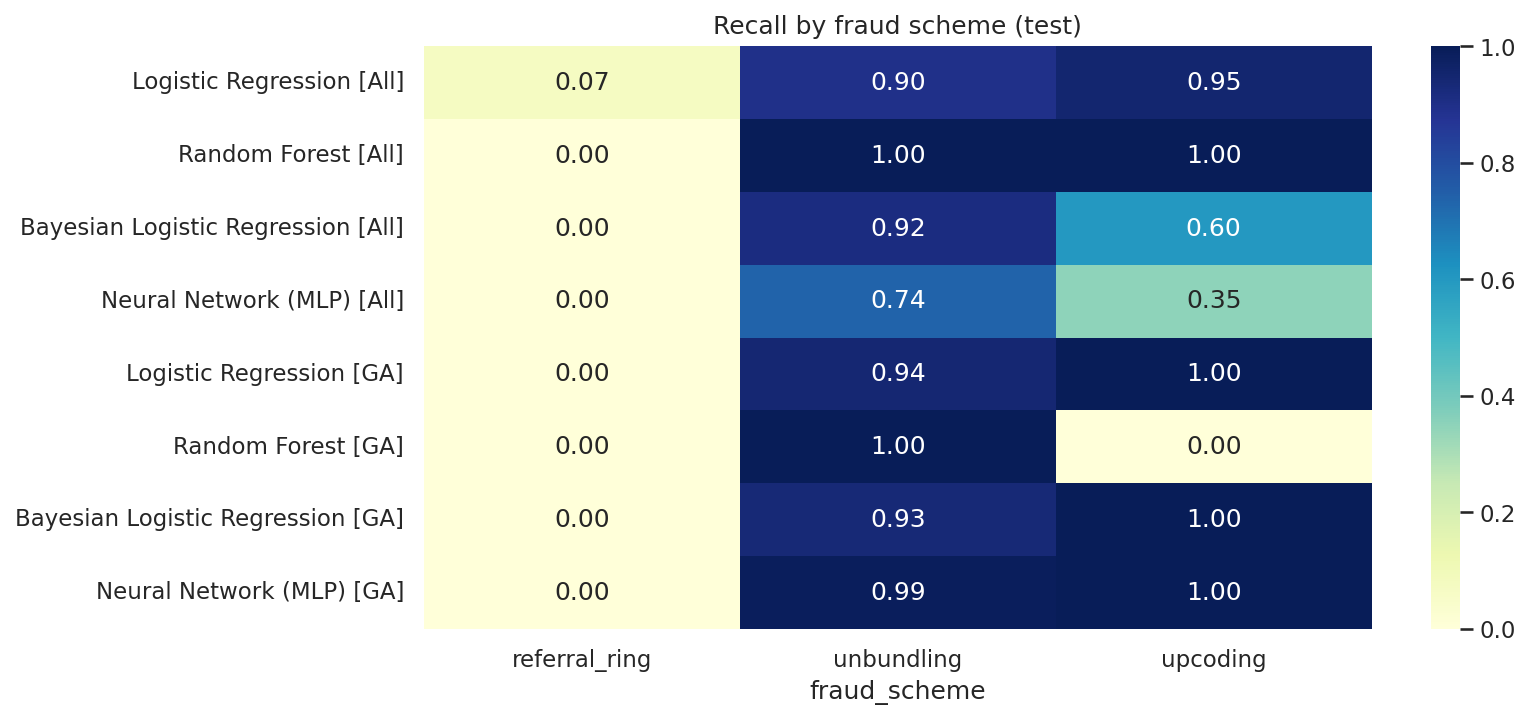 Recall by fraud scheme (test)
Logistic Regression [All] 0.07 0.90 0.95
Random Forest [All] 0.00 1.00 1.00
Bayesian Logistic Regression [All] 0.00 0.92 0.60
Neural Network (MLP) [All] 0.00 0.74 0.35
Logistic Regression [GA] 0.00 0.94 1.00
Random Forest [GA] 0.00 1.00 0.00
Bayesian Logistic Regression [GA] 0.00 0.93 1.00
Neural Network (MLP) [GA] 0.00 0.99 1.00
referral_ring unbundling upcoding
fraud_scheme
1.0
0.8
0.6
0.4
0.2
0.0